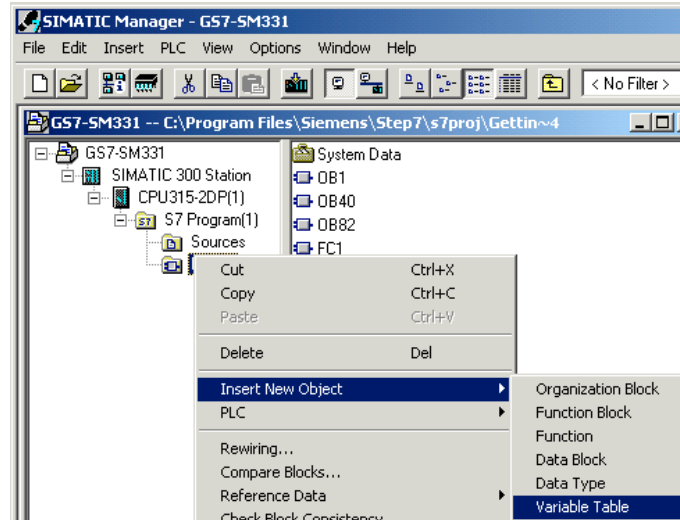 SIMATIC Manager - GS7-SM331
File Edit Insert PLC View Options Window Help
< No Filter >
GS7-SM331 -- C:\Program Files\Siemens\Step7\s7proj\Gettin~4
GS7-SM331
SIMATIC 300 Station
CPU315-2DP(1)
S7 Program(1)
Sources
System Data
OB1
OB40
OB82
FC1
Cut Ctrl+X
Copy Ctrl+C
Paste Ctrl+V
Delete Del
Insert New Object
PLC
Rewiring...
Compare Blocks...
Reference Data
Check Block Consistency
Organization Block
Function Block
Function
Data Block
Data Type
Variable Table